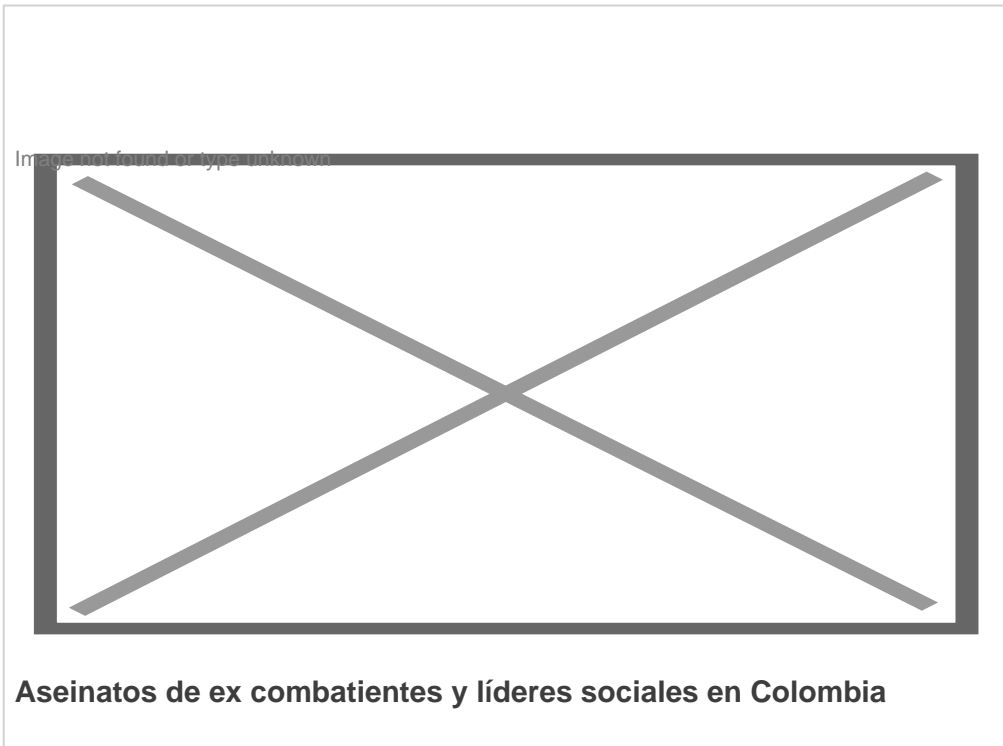 Image not found or type unknown
Aseinatos de ex combatientes y líderes sociales en Colombia